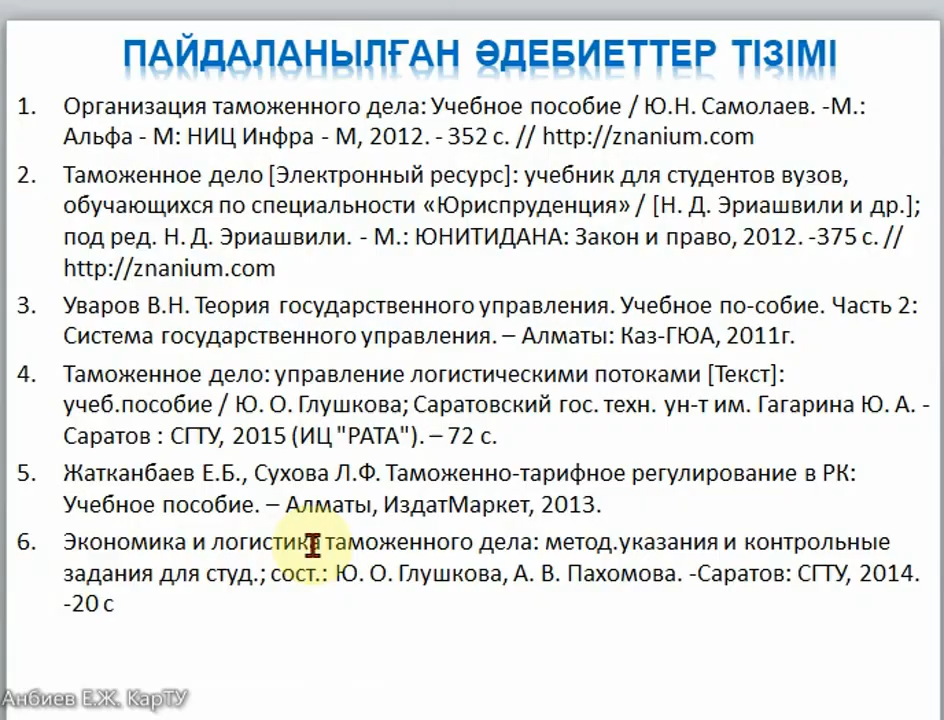 ПАЙДАЛАНЫЛҒАН ӘДЕБИЕТТЕР ТІЗІМІ
1. Организация таможенного дела: Учебное пособие / Ю.Н. Самолаев. -М.:
Альфа - М: НИЦ Инфра - М, 2012. - 352 с. // http://znanium.com
2. Таможенное дело [Электронный ресурс]: учебник для студентов вузов,
обучающихся по специальности «Юриспруденция» / [Н. Д. Эриашвили и др.];
под ред. Н. Д. Эриашвили. - М.: ЮНИТИДАНА: Закон и право, 2012. -375 с. //
http://znanium.com
3. Уваров В.Н. Теория государственного управления. Учебное по-собие. Часть 2:
Система государственного управления. – Алматы: Каз-ГЮА, 2011г.
4. Таможенное дело: управление логистическими потоками [Текст]:
учеб.пособие / Ю. О. Глушкова; Саратовский гос. техн. ун-т им. Гагарина Ю. А. -
Саратов : СГТУ, 2015 (ИЦ "РАТА"). – 72 с.
5. Жатканбаев Е.Б., Сухова Л.Ф. Таможенно-тарифное регулирование в РК:
Учебное пособие. – Алматы, ИздатМаркет, 2013.
6. Экономика и логистика таможенного дела: метод.указания и контрольные
задания для студ.; сост.: Ю. О. Глушкова, А. В. Пахомова. -Саратов: СГТУ, 2014.
-20 с
Анбиев Е.Ж. КарТУ